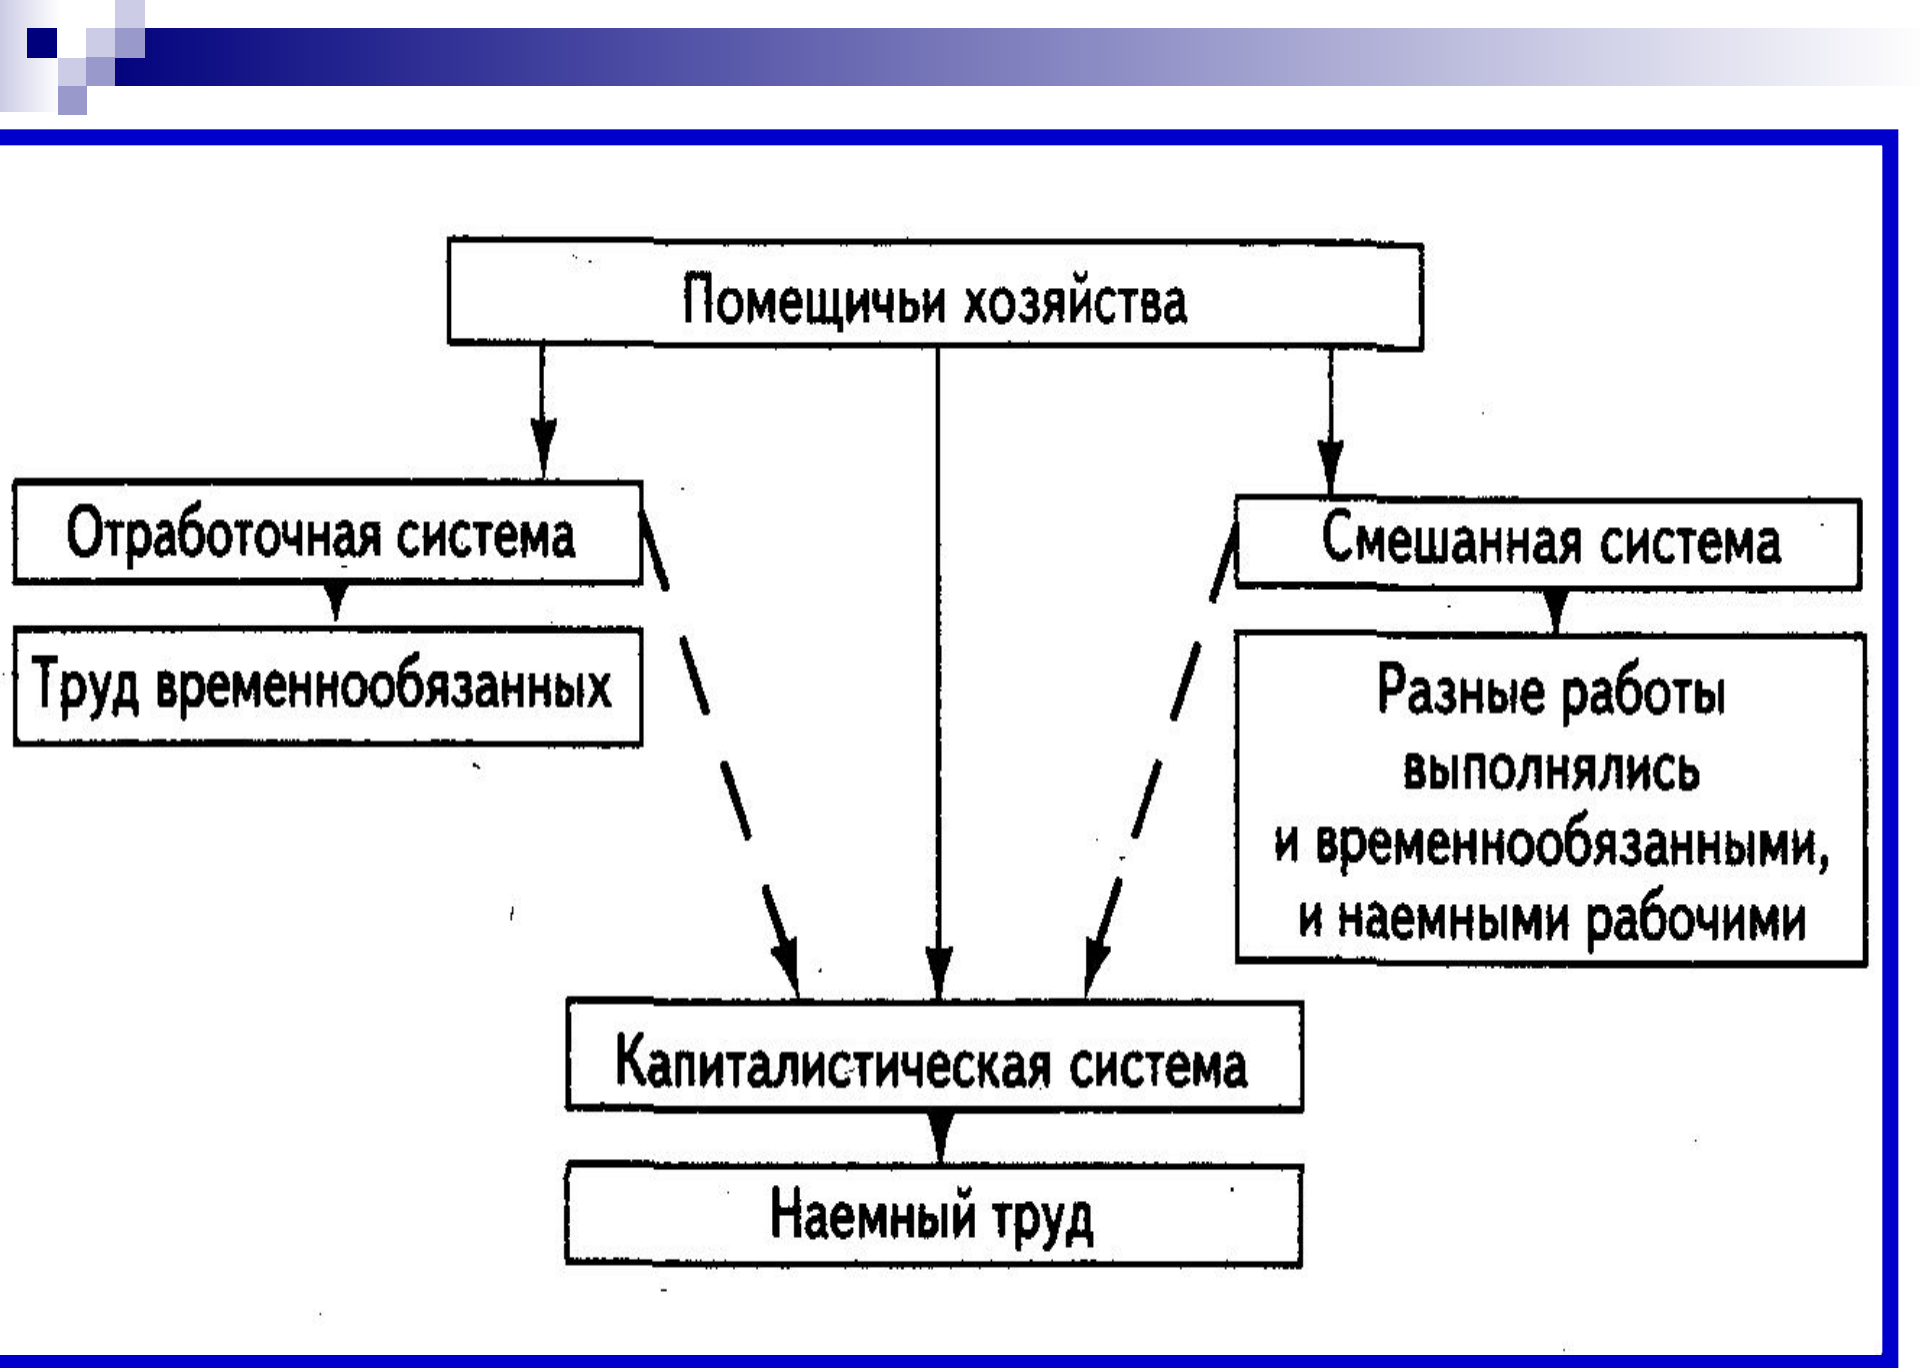 Помещичьи хозяйства
Отработочная система
Смешанная система
Труд временнообязанных
Разные работы
выполнялись
и временнообязанными,
и наемными рабочими
Капиталистическая система
Наемный труд